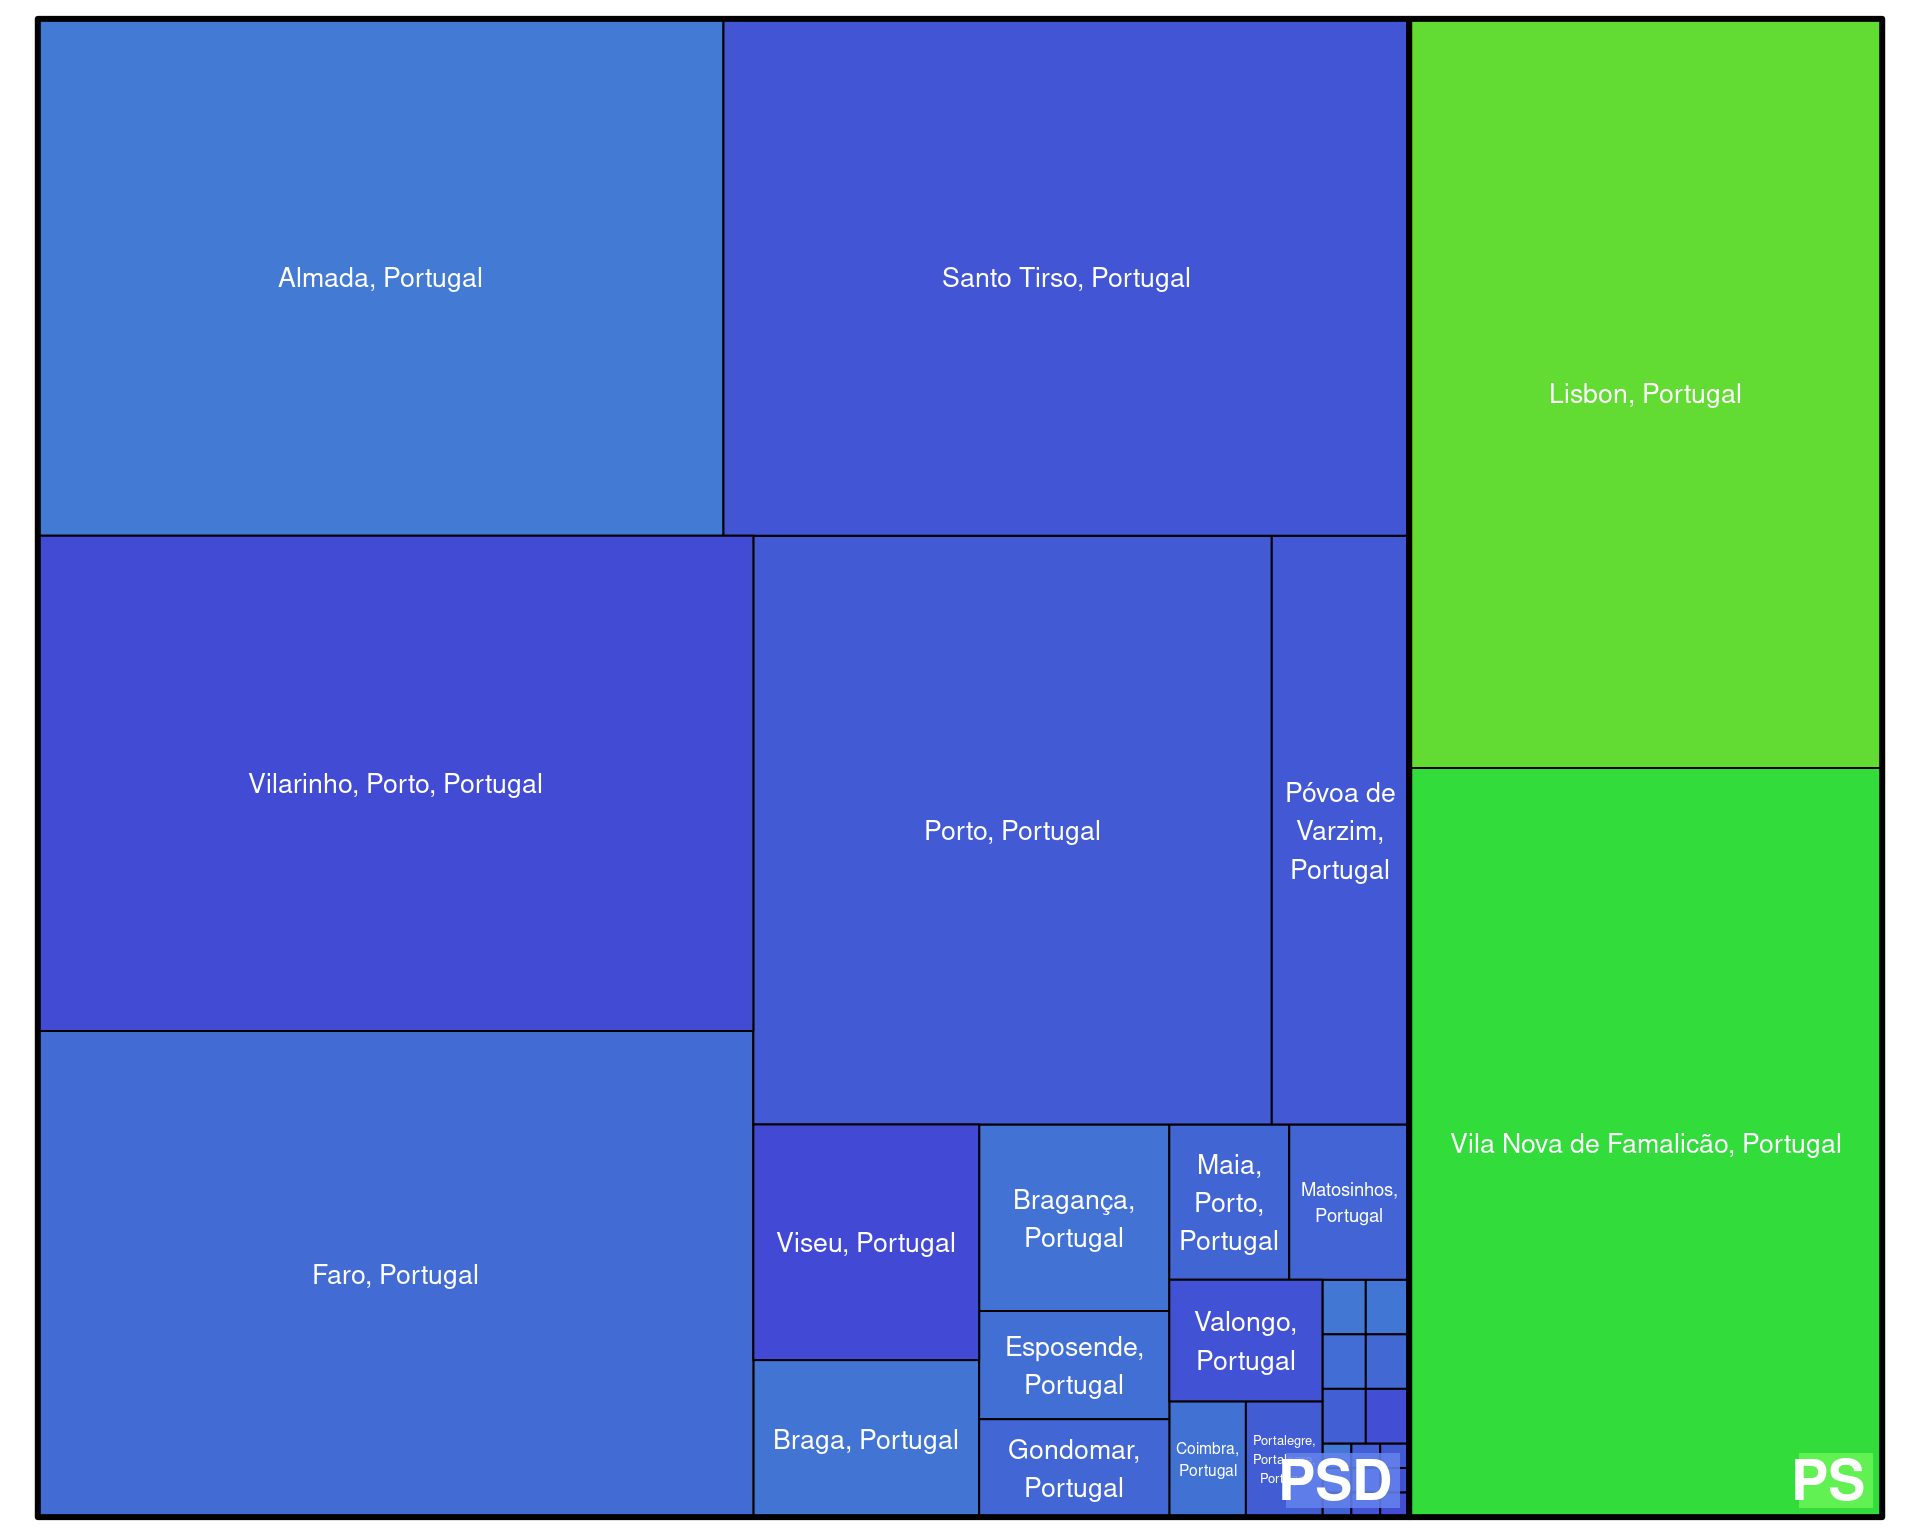 Almada, Portugal
Santo Tirso, Portugal
Lisbon, Portugal
Vilarinho, Porto, Portugal
Porto, Portugal
Póvoa de
Varzim,
Portugal
Vila Nova de Famalicão, Portugal
Faro, Portugal
Viseu, Portugal
Bragança,
Portugal
Maia,
Porto,
Portugal
Matosinhos,
Portugal
Esposende,
Portugal
Valongo,
Portugal
Braga, Portugal
Gondomar,
Portugal
Coimbra,
Portugal
Portalegre,
PSD
PS